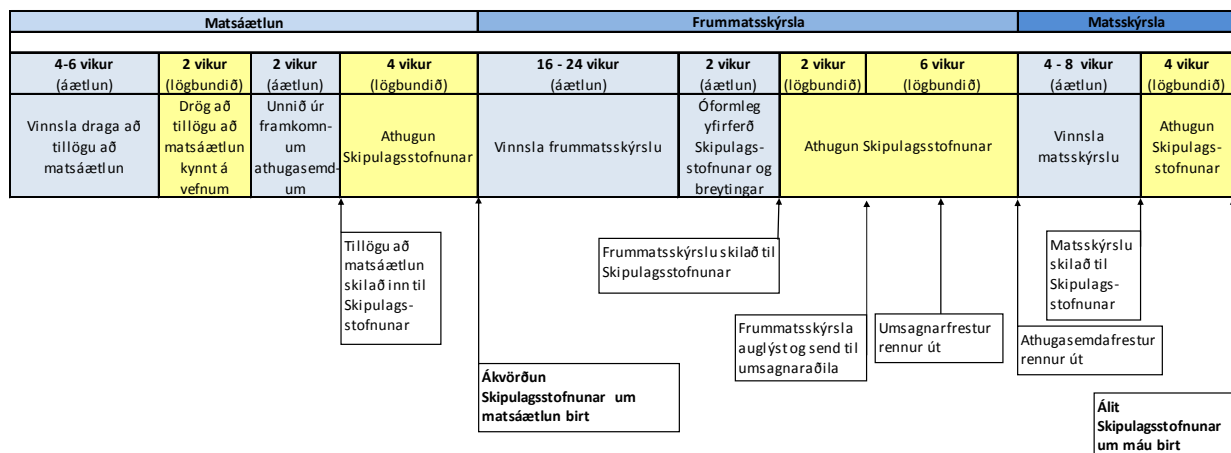 Matsáætlun
Frummatsskýrsla
Matsskýrsla
4-6 vikur
(áætlun)
2 vikur
(lögbundið)
2 vikur
(áætlun)
4 vikur
(lögbundið)
16 - 24 vikur
(áætlun)
2 vikur
(áætlun)
2 vikur
(lögbundið)
6 vikur
(lögbundið)
4 - 8 vikur
(áætlun)
4 vikur
(lögbundið)
Vinnsla draga að
tillögu að
matsáætlun
Drög að
tillögu að
matsáætlun
kynnt á
vefnum
Unnið úr
framkomn-
um
athugasemd-
um
Athugun
Skipulagsstofnunar
Vinnsla frummatsskýrslu
Óformleg
yfirferð
Skipulags-
stofnunar og
breytingar
Athugun Skipulagsstofnunar
Vinnsla
matsskýrslu
Athugun
Skipulags-
stofnunar
Tillögu að
matsáætlun
skilað inn til
Skipulags-
stofnunar
Ákvörðun
Skipulagsstofnunar um
matsáætlun birt
Frummatsskýrslu skilað til
Skipulagsstofnunar
Frummatsskýrsla
auglýst og send til
umsagnaraðila
Umsagnarfrestur
rennur út
Matsskýrslu
skilað til
Skipulags-
stofnunar
Athugasemdafrestur
rennur út
Álit
Skipulagsstofnunar
um máu birt